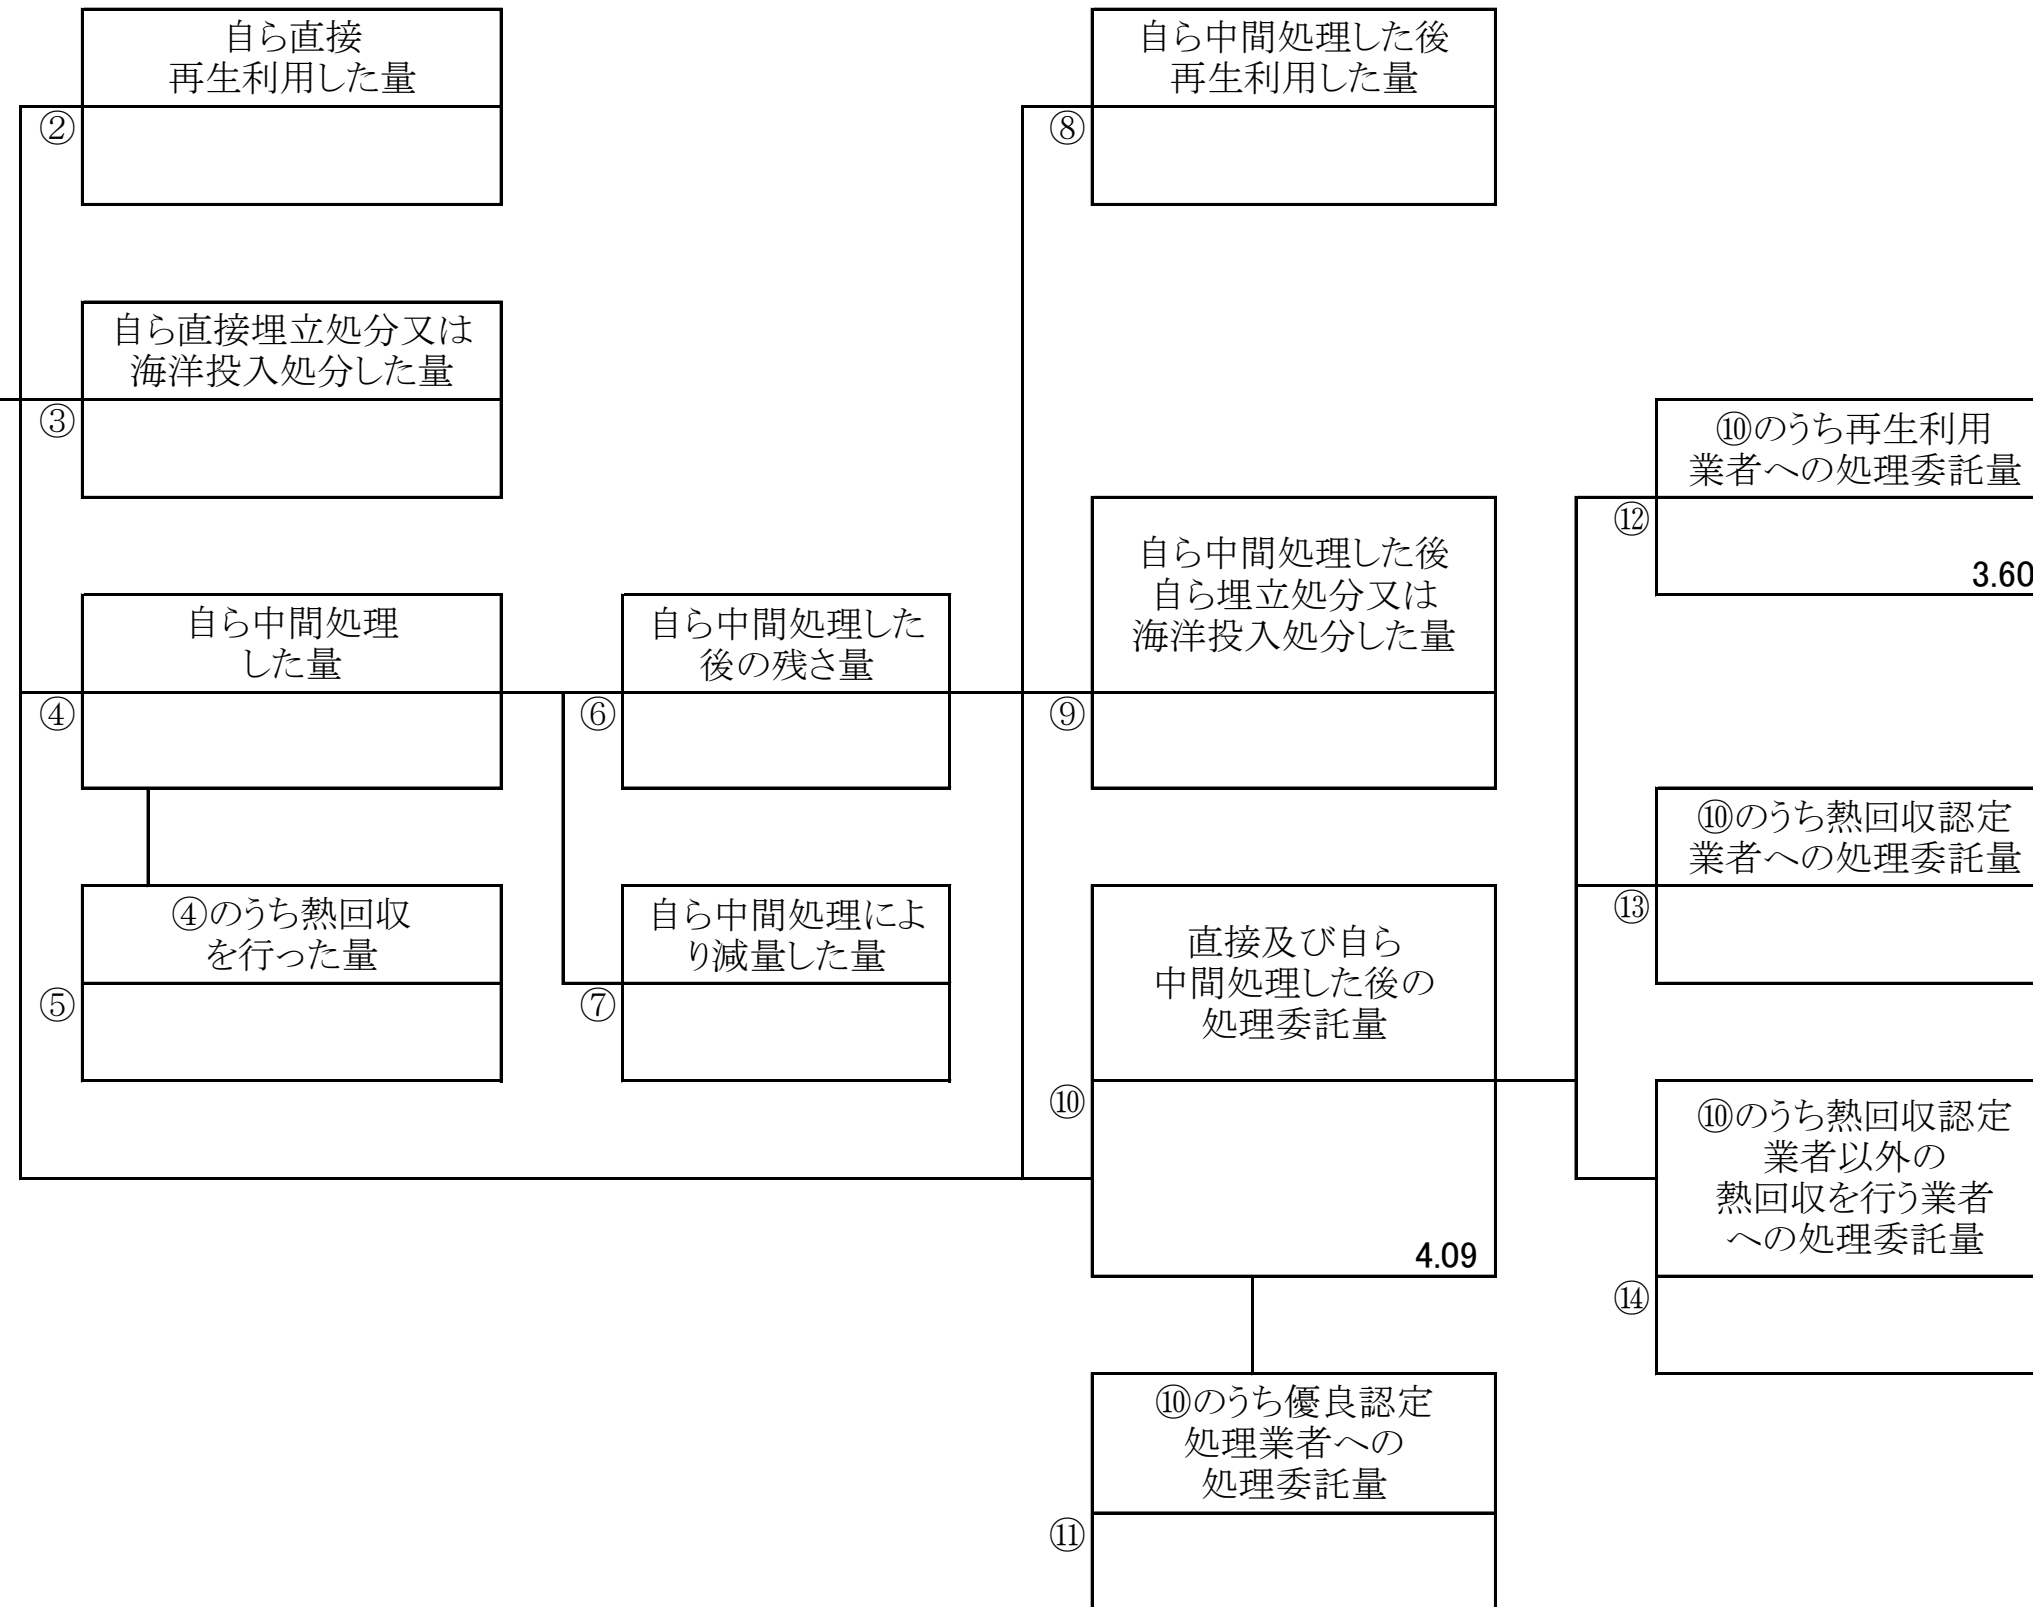 自ら直接
再生利用した量
②
自ら中間処理した後
再生利用した量
⑧
自ら直接埋立処分又は
海洋投入処分した量
③
⑩のうち再生利用
業者への処理委託量
⑫
3.60
自ら中間処理した後
自ら埋立処分又は
海洋投入処分した量
⑨
自ら中間処理
した量
④
自ら中間処理した
後の残さ量
⑥
⑩のうち熱回収認定
業者への処理委託量
⑬
④のうち熱回収
を行った量
⑤
自ら中間処理によ
り減量した量
⑦
直接及び自ら
中間処理した後の
処理委託量
⑩
4.09
⑩のうち熱回収認定
業者以外の
熱回収を行う業者
への処理委託量
⑭
⑩のうち優良認定
処理業者への
処理委託量
⑪